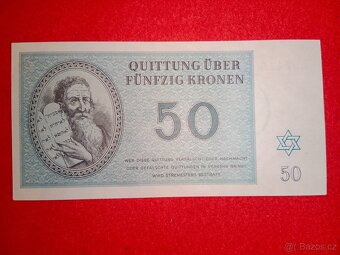 QUITTUNG ÜBER
FÜNFZIG KRONEN
50
WER DIESE QUITTUNG VERFÄLSCHT ODER NACHMACHT
ODER GEFÄLSCHTE QUITTUNGEN IN VERKEHR BRINGT,
WIRD STRENGSTENS BESTRAFT.
50
Bazos.cz